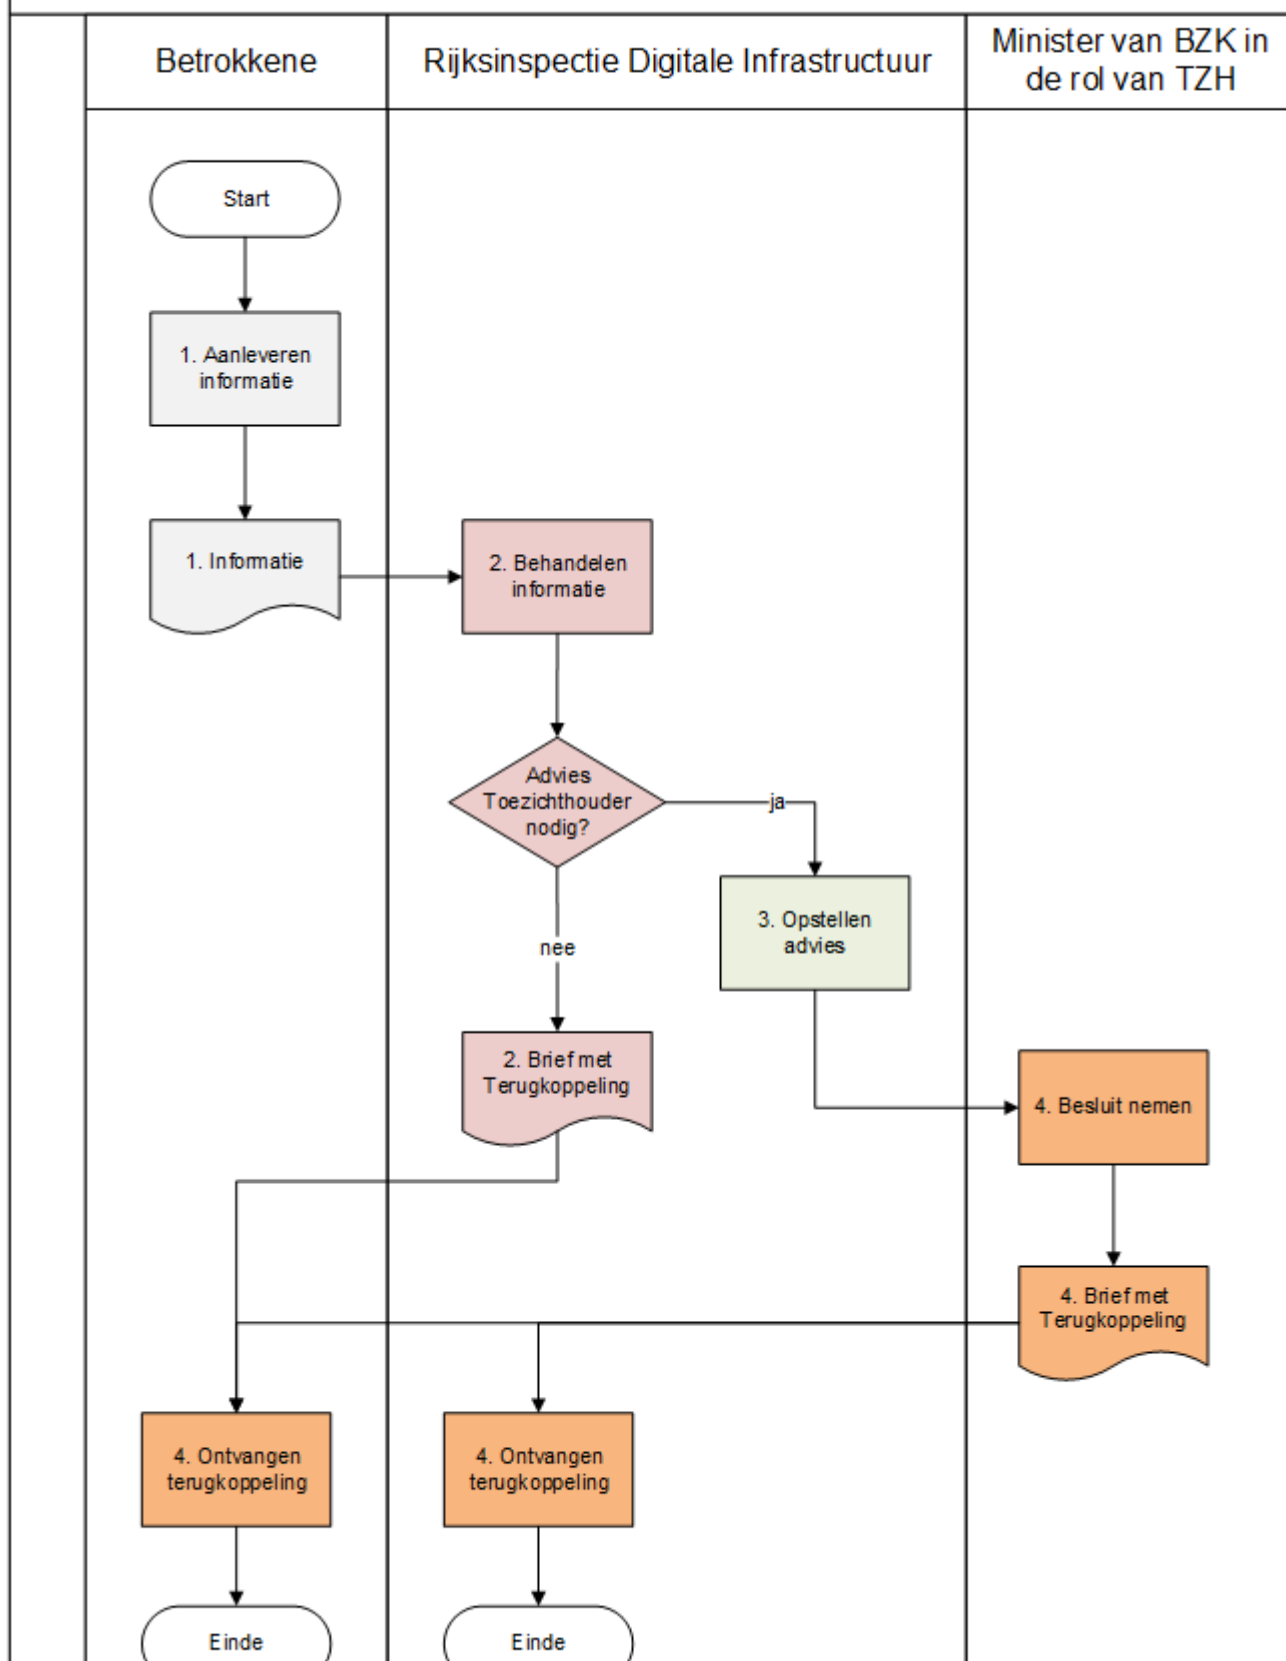 Betrokkene
Rijksinspectie Digitale Infrastructuur
Minister van BZK in
de rol van TZH
Start
1. Aanleveren
informatie
1. Informatie
2. Behandelen
informatie
Advies
Toezichthouder
nodig?
ja
nee
3. Opstellen
advies
2. Brief met
Terugkoppeling
4. Besluit nemen
4. Brief met
Terugkoppeling
4. Ontvangen
terugkoppeling
4. Ontvangen
terugkoppeling
Einde
Einde